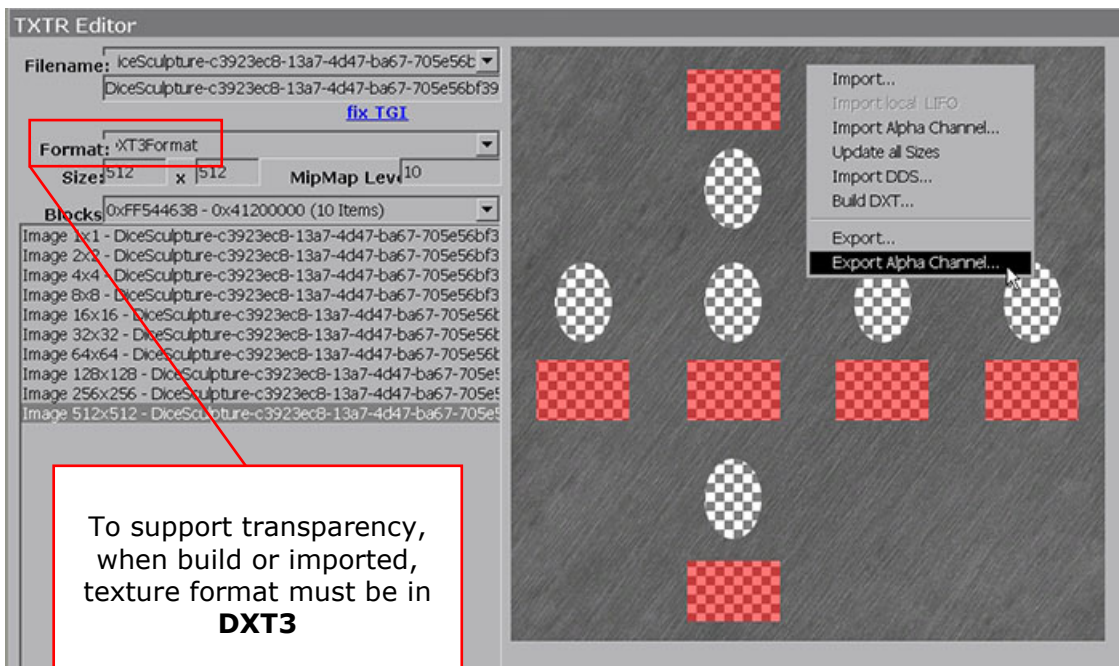 TXTR Editor
Filename: iceSculpture-c3923ec8-13a7-4d47-ba67-705e56b
DiceSculpture-c3923ec8-13a7-4d47-ba67-705e56bf39
fix TGI
Format: XT3Format
Size: 512 x 512 MipMap Leve 10
Blocks 0xFF544638 - 0x41200000 (10 Items)
Image 1x1 - DiceSculpture-c3923ec8-13a7-4d47-ba67-705e56bf3
Image 2x2 - DiceSculpture-c3923ec8-13a7-4d47-ba67-705e56bf3
Image 4x4 - DiceSculpture-c3923ec8-13a7-4d47-ba67-705e56bf3
Image 8x8 - DiceSculpture-c3923ec8-13a7-4d47-ba67-705e56bf3
Image 16x16 - DiceSculpture-c3923ec8-13a7-4d47-ba67-705e56b
Image 32x32 - DiceSculpture-c3923ec8-13a7-4d47-ba67-705e56b
Image 64x64 - DiceSculpture-c3923ec8-13a7-4d47-ba67-705e56b
Image 128x128 - DiceSculpture-c3923ec8-13a7-4d47-ba67-705e5
Image 256x256 - DiceSculpture-c3923ec8-13a7-4d47-ba67-705e5
Image 512x512 - DiceSculpture-c3923ec8-13a7-4d47-ba67-705e5
Import...
Import local LIFO
Import Alpha Channel...
Update all Sizes
Import DDS...
Build DXT...
Export...
Export Alpha Channel...
To support transparency,
when build or imported,
texture format must be in
DXT3